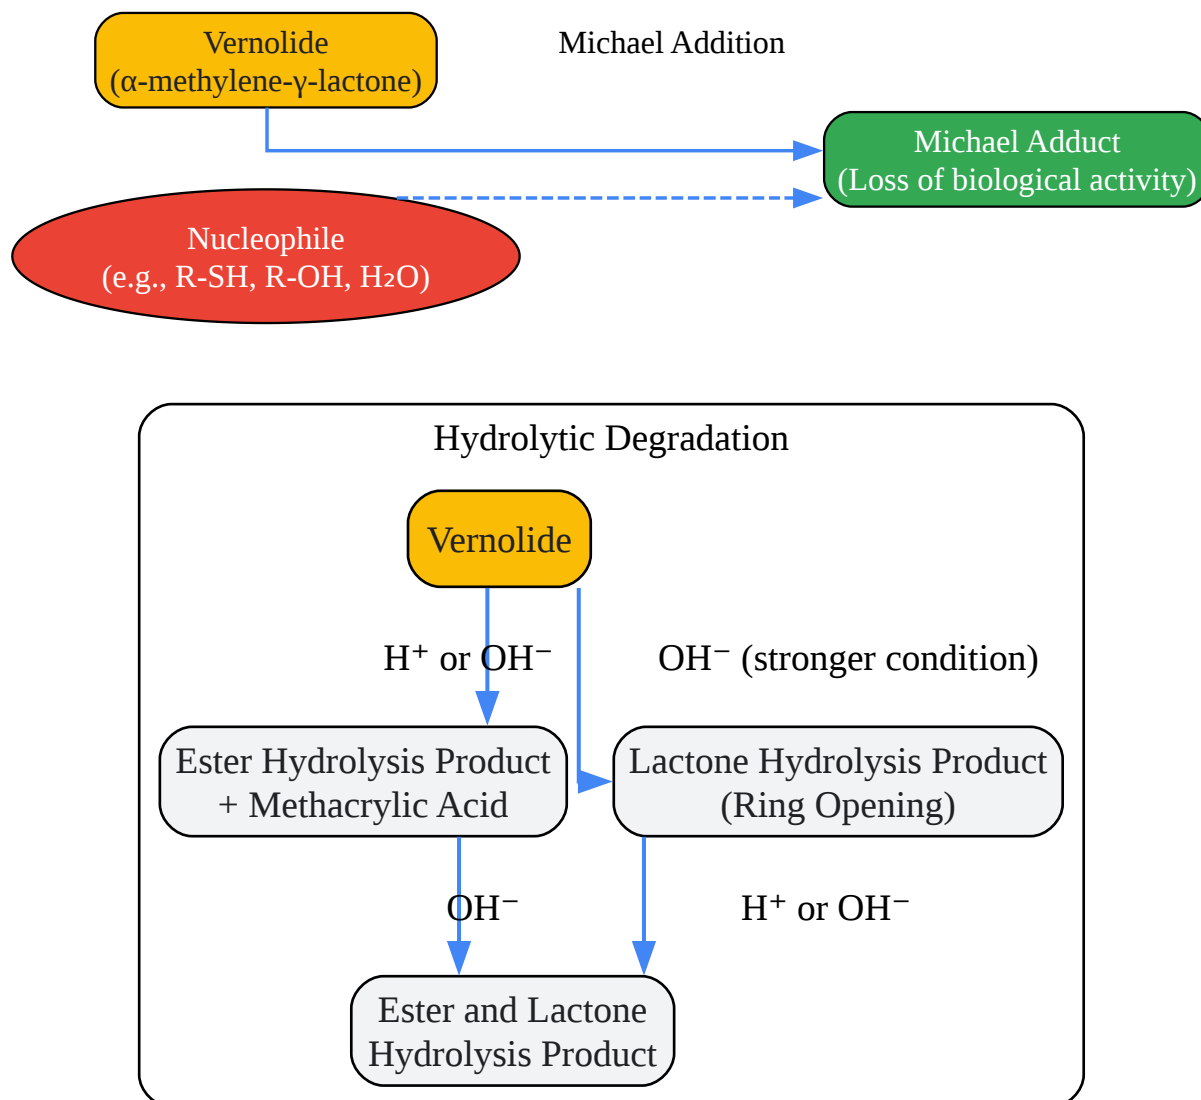 Vernolide
(α-methylene-γ-lactone)
Michael Addition
Michael Adduct
(Loss of biological activity)
Nucleophile
(e.g., R-SH, R-OH, H₂O)
Hydrolytic Degradation
Vernolide
H⁺ or OH⁻
OH⁻ (stronger condition)
Ester Hydrolysis Product
+ Methacrylic Acid
Lactone Hydrolysis Product
(Ring Opening)
OH⁻
H⁺ or OH⁻
Ester and Lactone
Hydrolysis Product